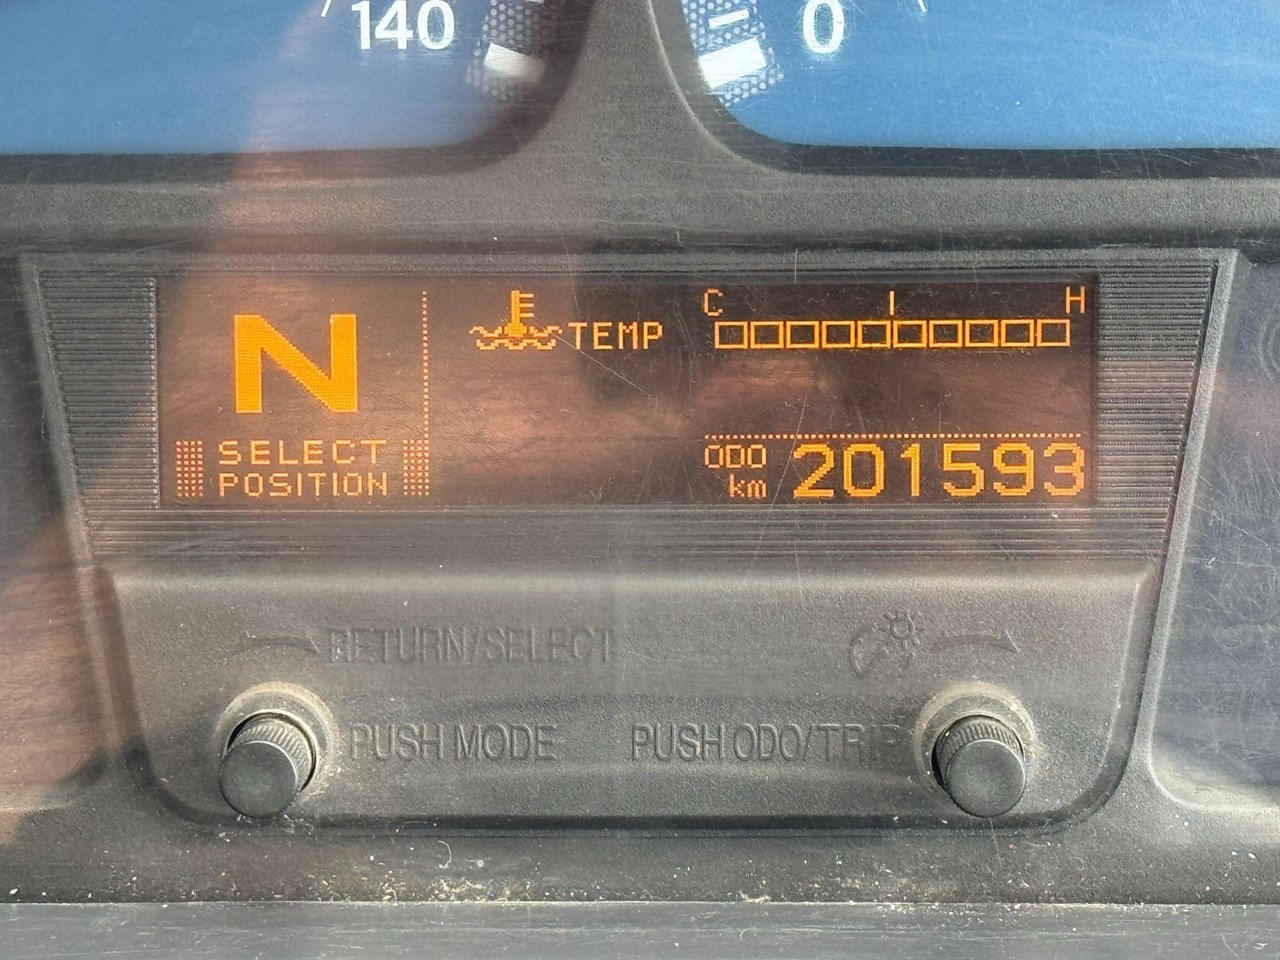 140
0
N
E
TEMP
C
H
SELECT
POSITION
ODO
km
201593
RETURN/SELECT
PUSH MODE
PUSH ODO/TRIP